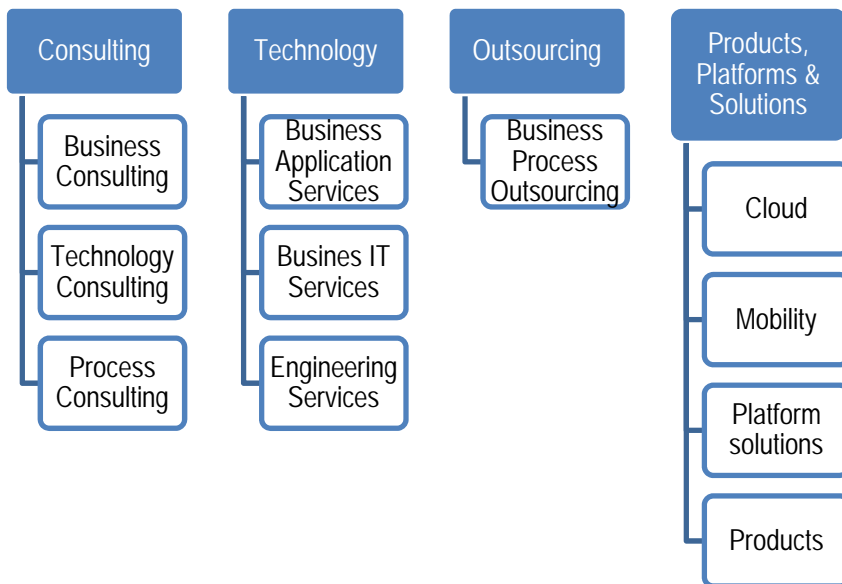 Consulting
Business
Consulting
Technology
Consulting
Process
Consulting
Technology
Business
Application
Services
Busines IT
Services
Engineering
Services
Outsourcing
Business
Process
Outsourcing
Products,
Platforms &
Solutions
Cloud
Mobility
Platform
solutions
Products